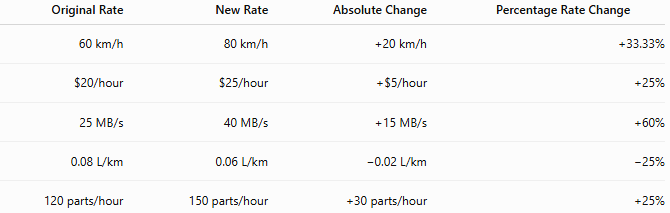 Original Rate New Rate Absolute Change Percentage Rate Change
60 km/h 80 km/h +20 km/h +33.33%
$20/hour $25/hour +$5/hour +25%
25 MB/s 40 MB/s +15 MB/s +60%
0.08 L/km 0.06 L/km −0.02 L/km −25%
120 parts/hour 150 parts/hour +30 parts/hour +25%